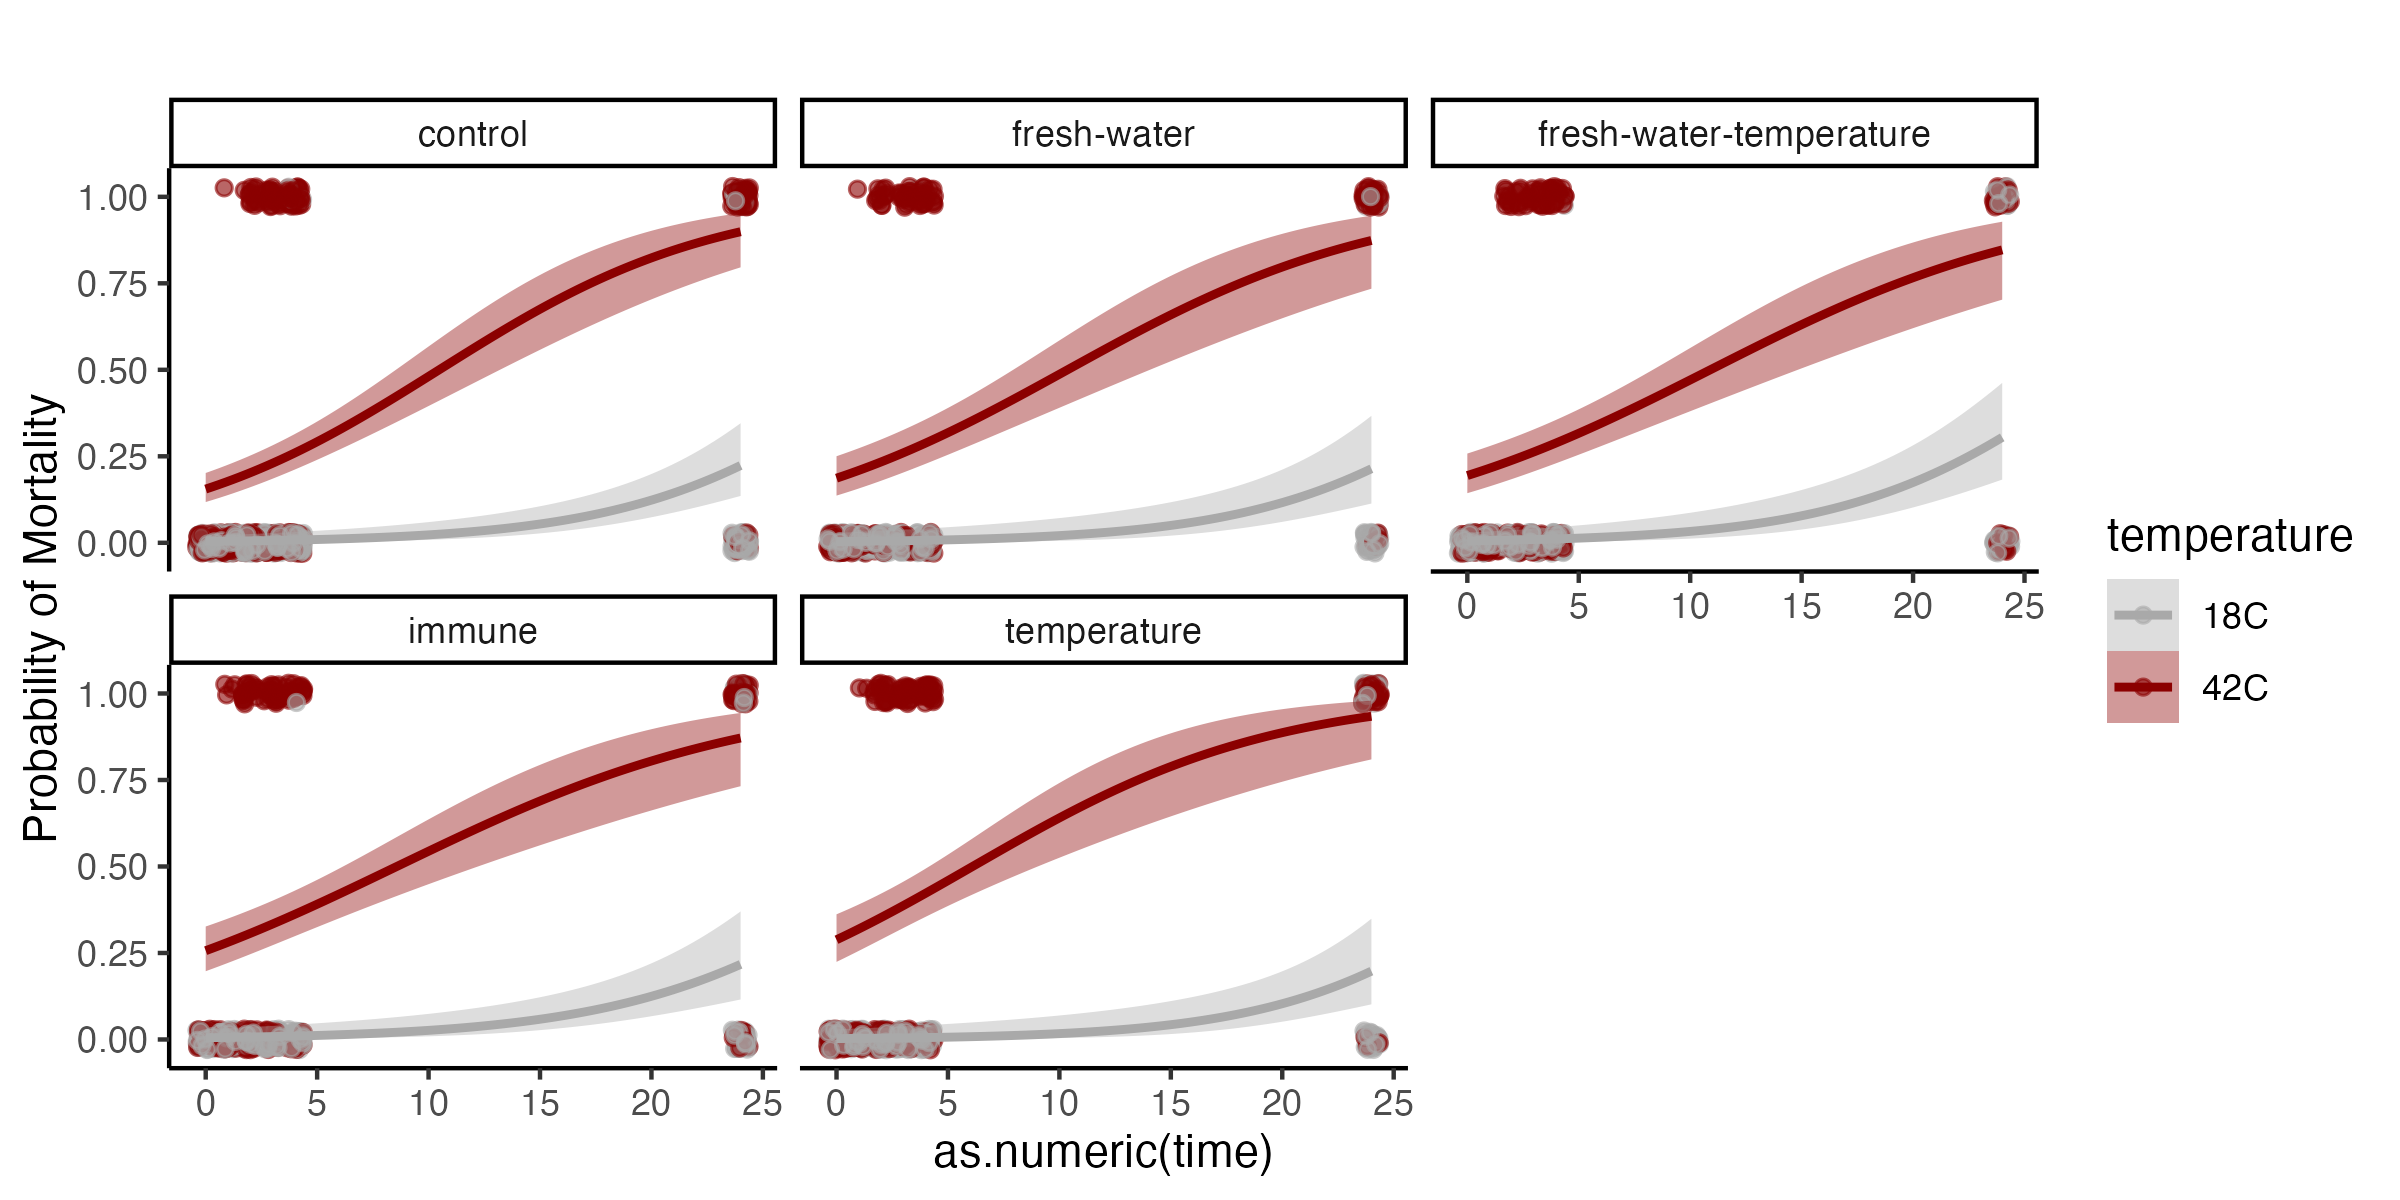 control
fresh-water
fresh-water-temperature
1.00
0.75
0.50
0.25
0.00
0 5 10 15 20 25
immune
temperature
1.00
0.75
0.50
0.25
0.00
0 5 10 15 20 25
0 5 10 15 20 25
as.numeric(time)
Probability of Mortality
temperature
18C
42C